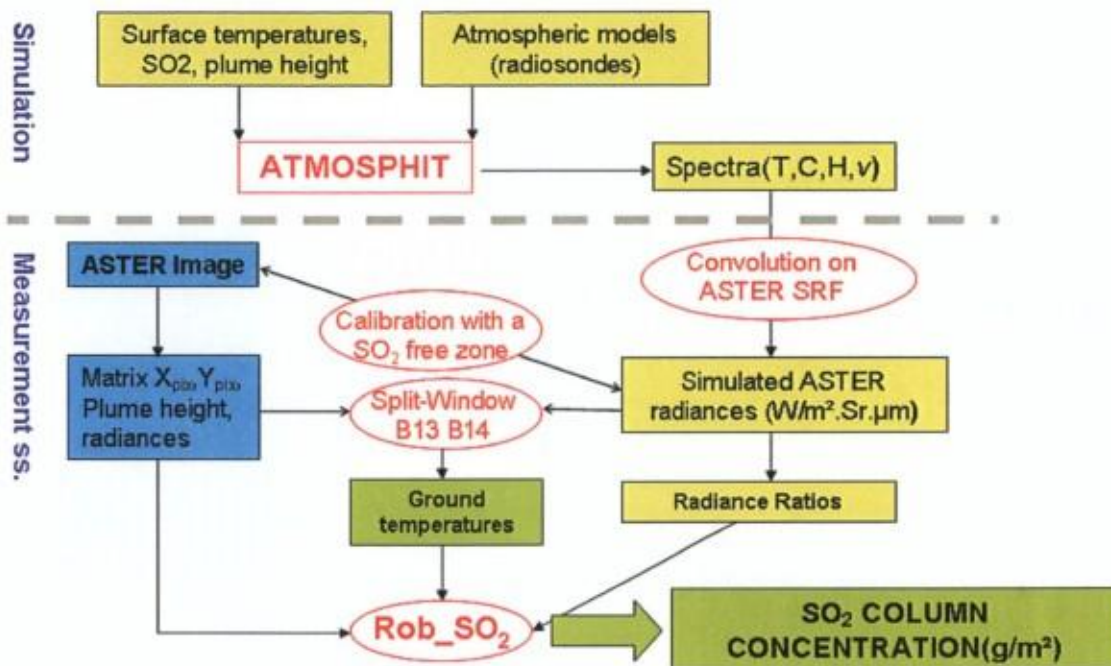 Simulation
Surface temperatures,
SO2, plume height
Atmospheric models
(radiosondes)
ATMOSPHIT
Spectra(T,C,H,ν)
Measurement ss.
ASTER Image
Convolution on
ASTER SRF
Calibration with a
SO₂ free zone
Matrix Xpix,Ypix,
Plume height,
radiances
Split-Window
B13 B14
Simulated ASTER
radiances (W/m².Sr.µm)
Ground
temperatures
Radiance Ratios
Rob_SO₂
SO₂ COLUMN
CONCENTRATION(g/m²)